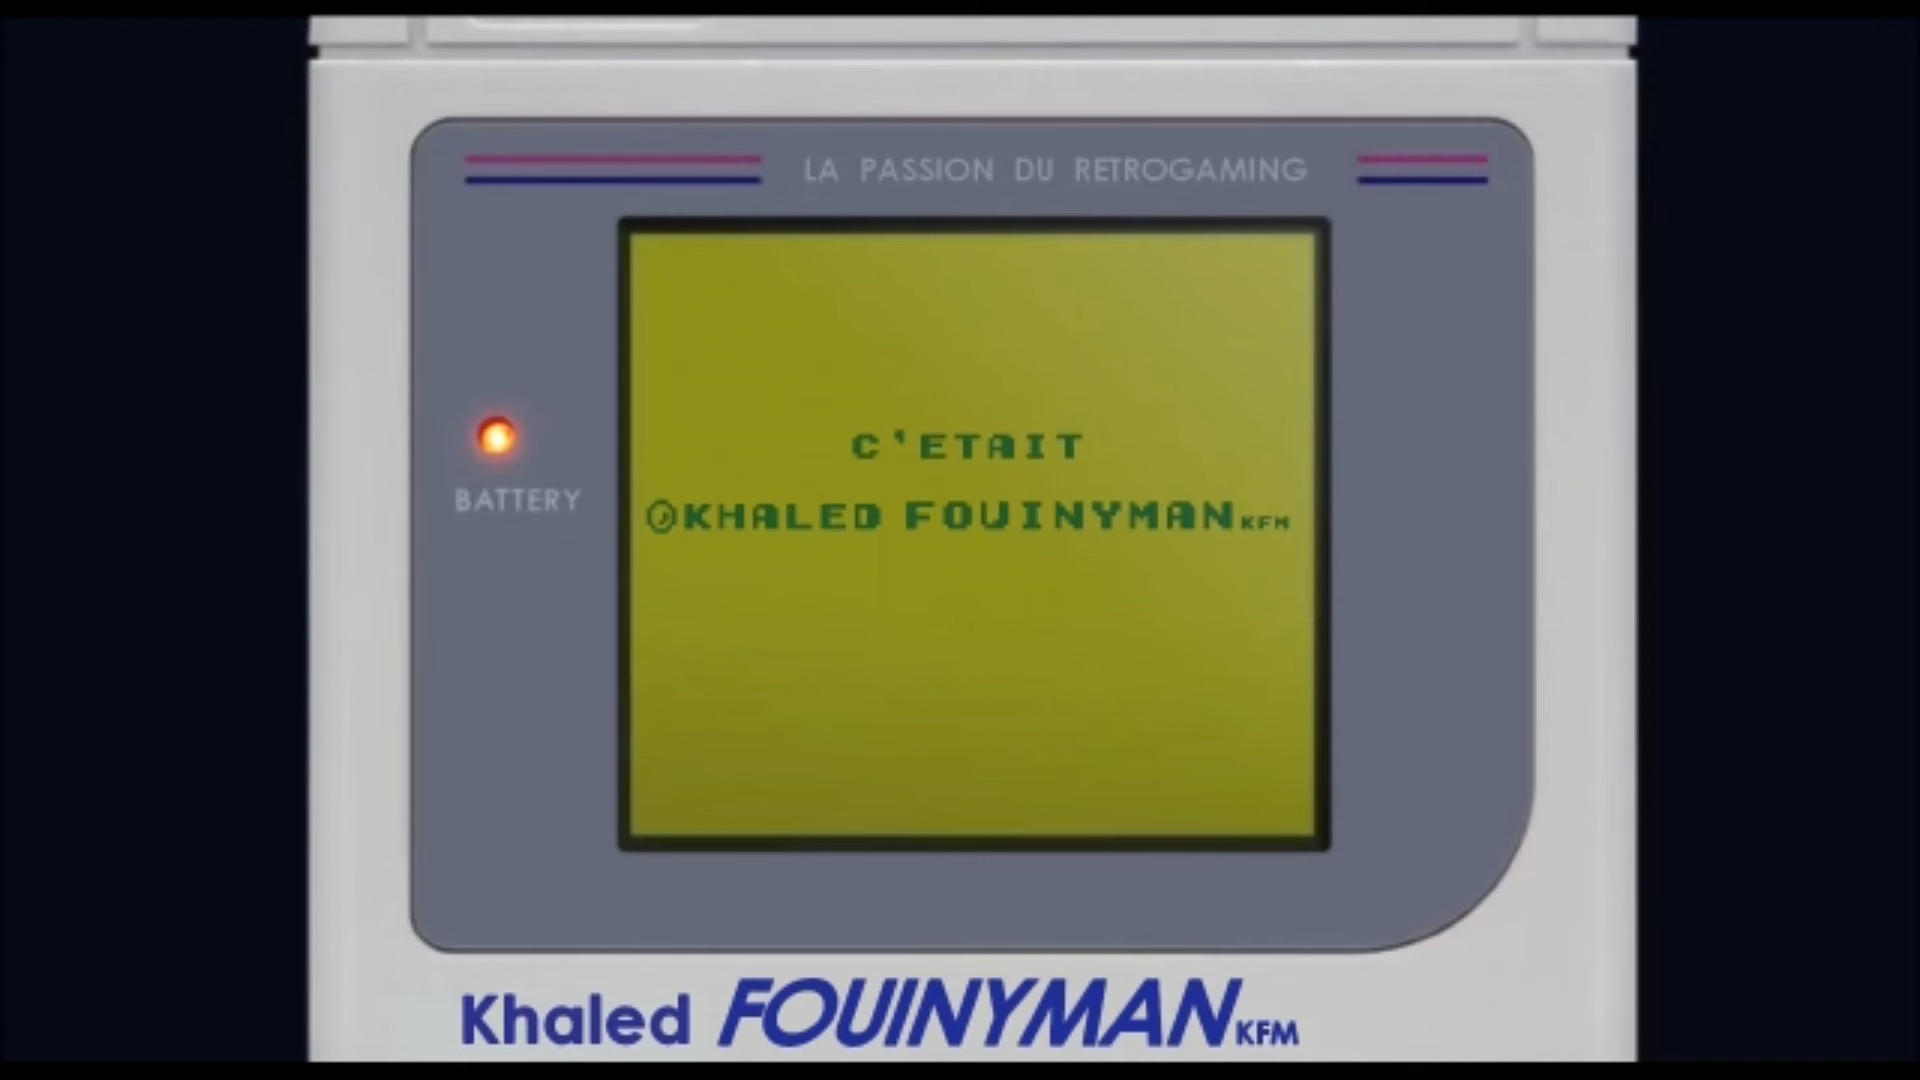 LA PASSION DU RETROGAMING
C'ETAIT
©KHALED FOUINYMAN KFM
BATTERY
Khaled FOUINYMAN KFM